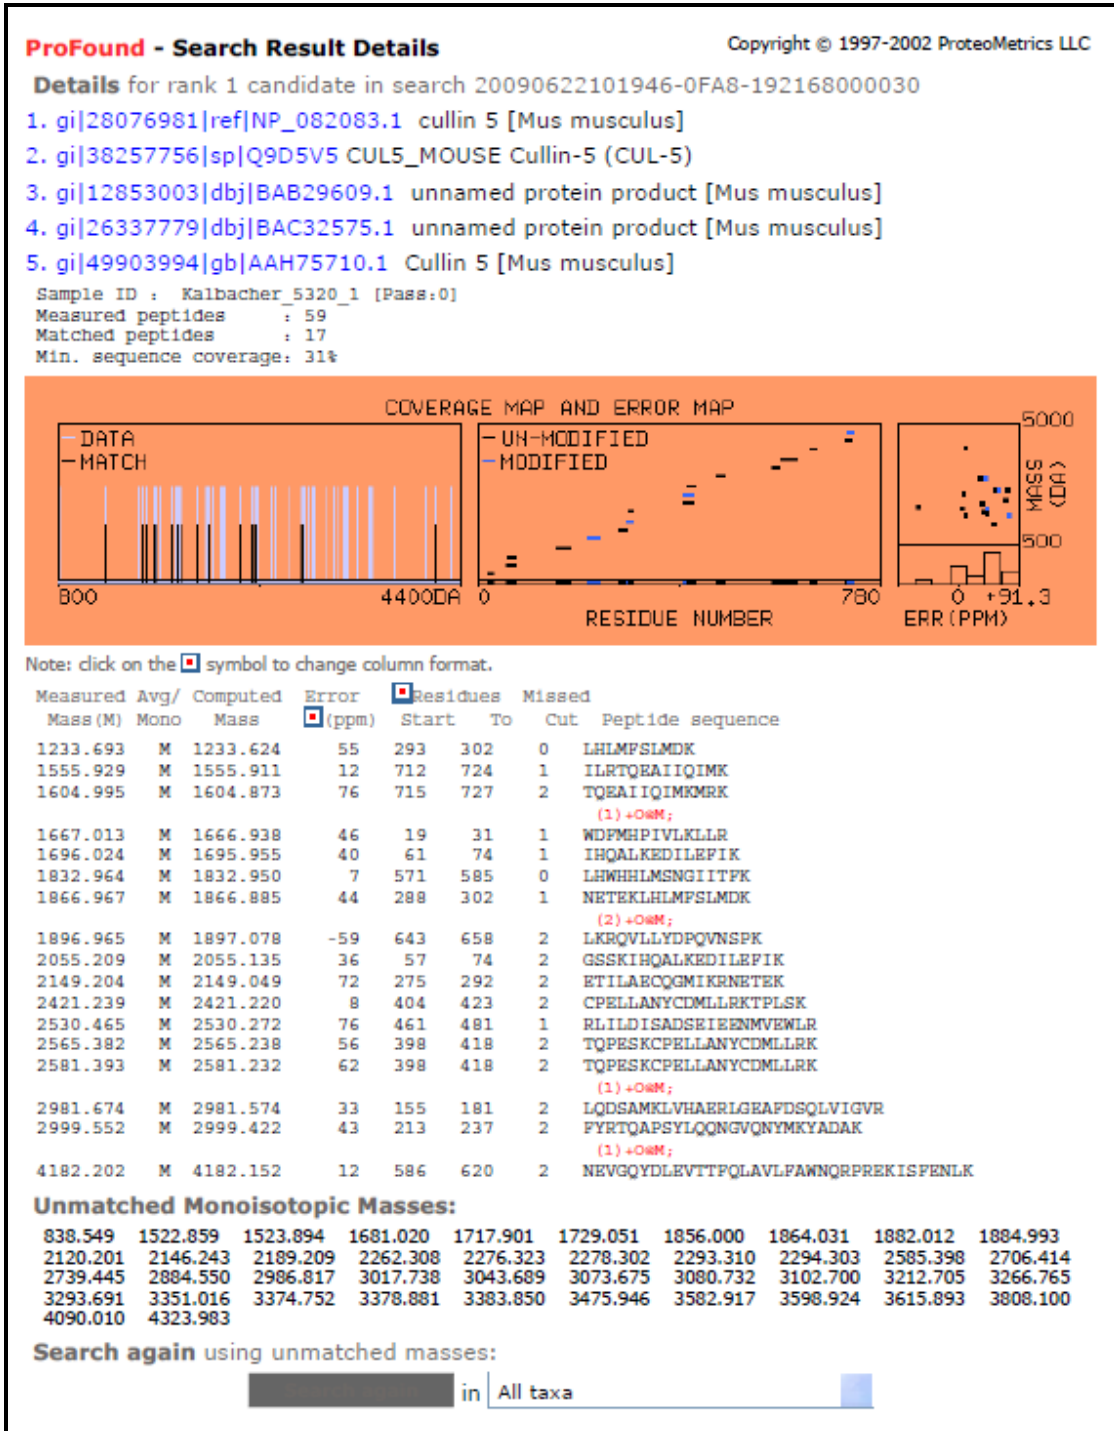 ProFound - Search Result Details
Copyright © 1997-2002 ProteoMetrics LLC
Details for rank 1 candidate in search 20090622101946-0FA8-192168000030
1. gi|28076981|ref|NP_082083.1 cullin 5 [Mus musculus]
2. gi|38257756|sp|Q9D5V5 CUL5_MOUSE Cullin-5 (CUL-5)
3. gi|12853003|dbj|BAB29609.1 unnamed protein product [Mus musculus]
4. gi|26337779|dbj|BAC32575.1 unnamed protein product [Mus musculus]
5. gi|49903994|gb|AAH75710.1 Cullin 5 [Mus musculus]
Sample ID : Kalbacher_5320_1 [Pass:0]
Measured peptides : 59
Matched peptides : 17
Min. sequence coverage: 31%
COVERAGE MAP AND ERROR MAP
DATA
MATCH
800 4400DA
UN-MODIFIED
MODIFIED
0 780
RESIDUE NUMBER
5000
MASS (DA)
500
0 +91.3
ERR(PPM)
Note: click on the symbol to change column format.
Measured Avg/ Computed Error Residues Missed
Mass(M) Mono Mass (ppm) Start To Cut Peptide sequence
1233.693 M 1233.624 55 293 302 0 LHLMFSLMDK
1555.929 M 1555.911 12 712 724 1 ILRTQEAIIQIMK
1604.995 M 1604.873 76 715 727 2 TQEAIIQIMKMRK
(1)+O@M;
1667.013 M 1666.938 46 19 31 1 WDFMHPIVLKLLR
1696.024 M 1695.955 40 61 74 1 IHQALKEDILEFIK
1832.964 M 1832.950 7 571 585 0 LHWHHLMSNGIITFK
1866.967 M 1866.885 44 288 302 1 NETEKLHLMFSLMDK
(2)+O@M;
1896.965 M 1897.078 -59 643 658 2 LKRQVLLYDPQVNSPK
2055.209 M 2055.135 36 57 74 2 GSSKIHQALKEDILEFIK
2149.204 M 2149.049 72 275 292 2 ETILAECQGMIKRNETEK
2421.239 M 2421.220 8 404 423 2 CPELLANYCDMLLRKTPLSK
2530.465 M 2530.272 76 461 481 1 RLILDISADSEIEENMVEWLR
2565.382 M 2565.238 56 398 418 2 TQPESKCPELLANYCDMLLRK
2581.393 M 2581.232 62 398 418 2 TQPESKCPELLANYCDMLLRK
(1)+O@M;
2981.674 M 2981.574 33 155 181 2 LQDSAMKLVHAERLGEAFDSQLVIGVR
2999.552 M 2999.422 43 213 237 2 FYRTQAPSYLQQNGVQNYMKYADAK
(1)+O@M;
4182.202 M 4182.152 12 586 620 2 NEVGQYDLEVTTFQLAVLFAWNQRPREKISFENLK
Unmatched Monoisotopic Masses:
838.549 1522.859 1523.894 1681.020 1717.901 1729.051 1856.000 1864.031 1882.012 1884.993
2120.201 2146.243 2189.209 2262.308 2276.323 2278.302 2293.310 2294.303 2585.398 2706.414
2739.445 2884.550 2986.817 3017.738 3043.689 3073.675 3080.732 3102.700 3212.705 3266.765
3293.691 3351.016 3374.752 3378.881 3383.850 3475.946 3582.917 3598.924 3615.893 3808.100
4090.010 4323.983
Search again using unmatched masses:
Search again in All taxa